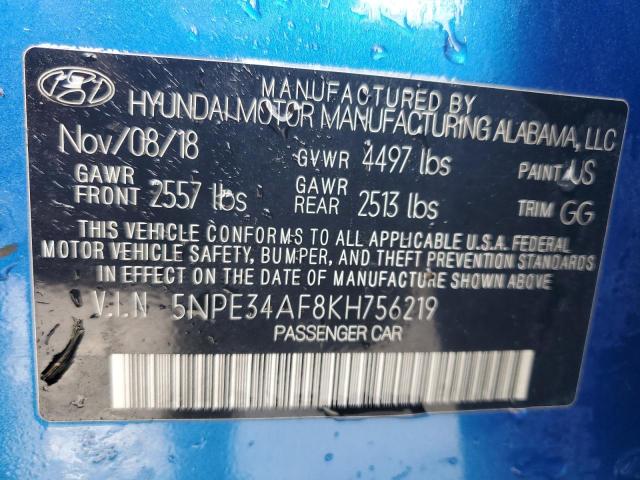 MANUFACTURED BY
HYUNDAI MOTOR MANUFACTURING ALABAMA, LLC
Nov/08/18 GVWR 4497 lbs PAINT US
GAWR FRONT 2557 lbs GAWR REAR 2513 lbs TRIM GG
THIS VEHICLE CONFORMS TO ALL APPLICABLE U.S.A. FEDERAL
MOTOR VEHICLE SAFETY, BUMPER, AND THEFT PREVENTION STANDARDS
IN EFFECT ON THE DATE OF MANUFACTURE SHOWN ABOVE
V.I.N 5NPE34AF8KH756219
PASSENGER CAR